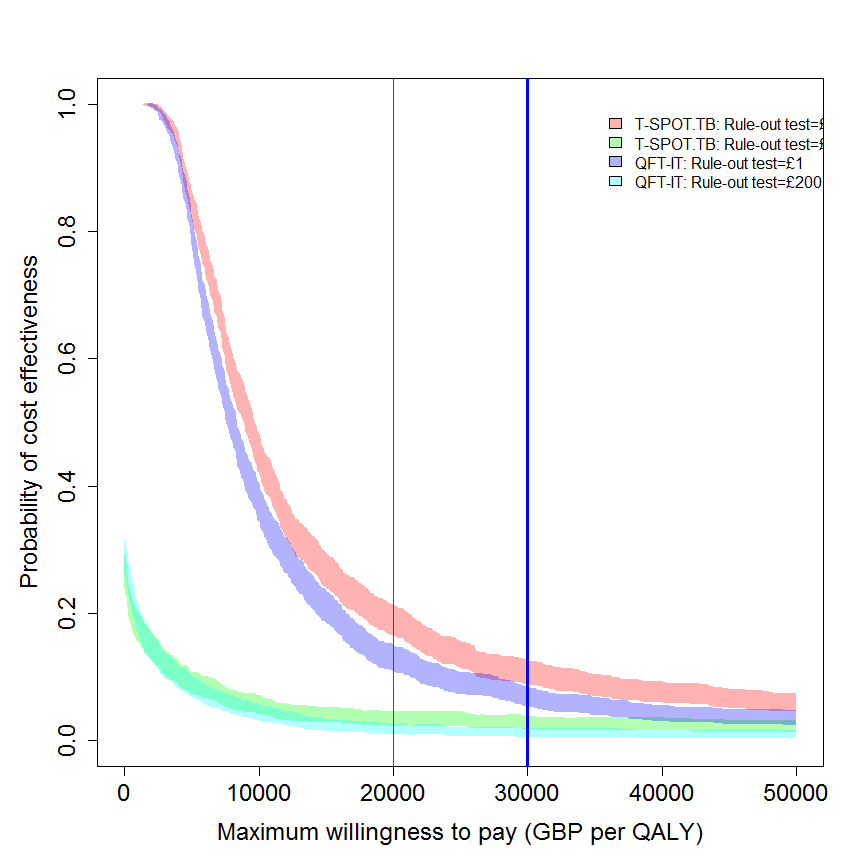 Probability of cost effectiveness
1.0
0.8
0.6
0.4
0.2
0.0
T-SPOT.TB: Rule-out test=£
T-SPOT.TB: Rule-out test=£
QFT-IT: Rule-out test=£1
QFT-IT: Rule-out test=£200
0 10000 20000 30000 40000 50000
Maximum willingness to pay (GBP per QALY)